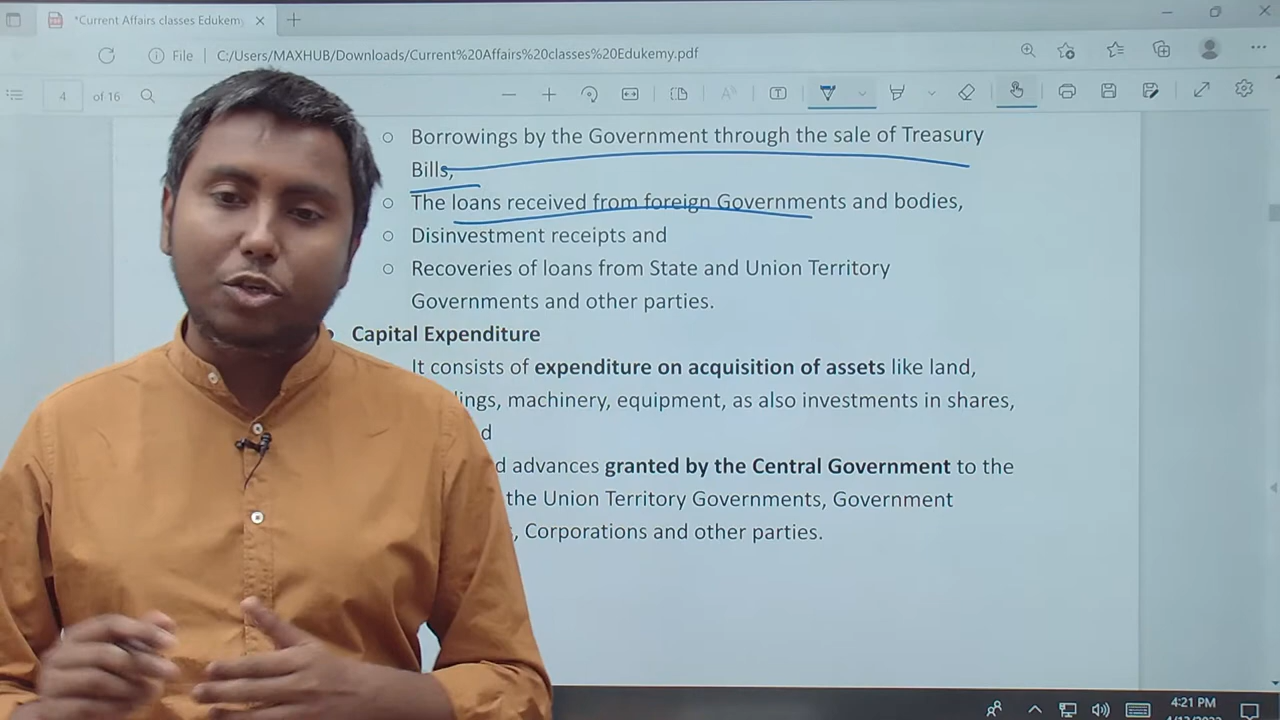 *Current Affairs classes Edukemy
File C:/Users/MAXHUB/Downloads/Current%20Affairs%20classes%20Edukemy.pdf
4 of 16
Borrowings by the Government through the sale of Treasury
Bills,
The loans received from foreign Governments and bodies,
Disinvestment receipts and
Recoveries of loans from State and Union Territory
Governments and other parties.
Capital Expenditure
It consists of expenditure on acquisition of assets like land,
ings, machinery, equipment, as also investments in shares,
d
d advances granted by the Central Government to the
the Union Territory Governments, Government
, Corporations and other parties.
4:21 PM